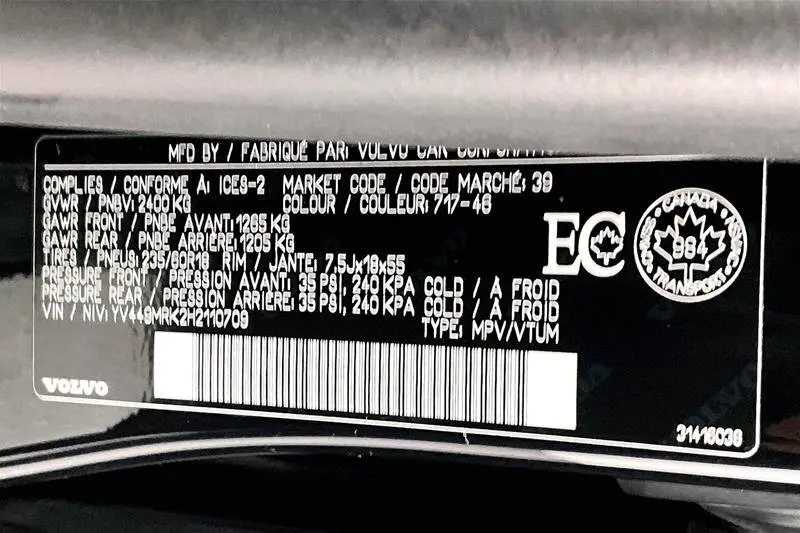 MFD BY / FABRIQUÉ PAR: VOLVO CAR
COMPLIES / CONFORME A: ICES-2 MARKET CODE / CODE MARCHÉ: 39
GVWR / PNBV: 2400 KG COLOUR / COULEUR: 717-46
GAWR FRONT / PNBE AVANT: 1265 KG
GAWR REAR / PNBE ARRIÈRE: 1205 KG
TIRES / PNEUS: 235/60R18 RIM / JANTE: 7,5Jx18x55
PRESSURE FRONT / PRESSION AVANT: 35 PSI, 240 KPA COLD / A FROID
PRESSURE REAR / PRESSION ARRIÈRE: 35 PSI, 240 KPA COLD / A FROID
VIN / NIV: YV449MRK2H2110709 TYPE: MPV/VTUM
EC
CANADA
984
TRANSPORT
VOLVO
31416036